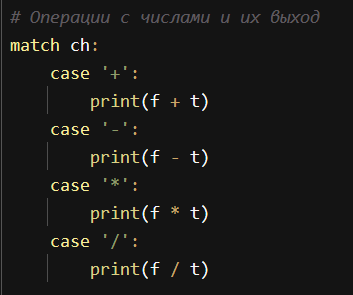 # Операции с числами и их выход
match ch:
    case '+':
        print(f + t)
    case '-':
        print(f - t)
    case '*':
        print(f * t)
    case '/':
        print(f / t)